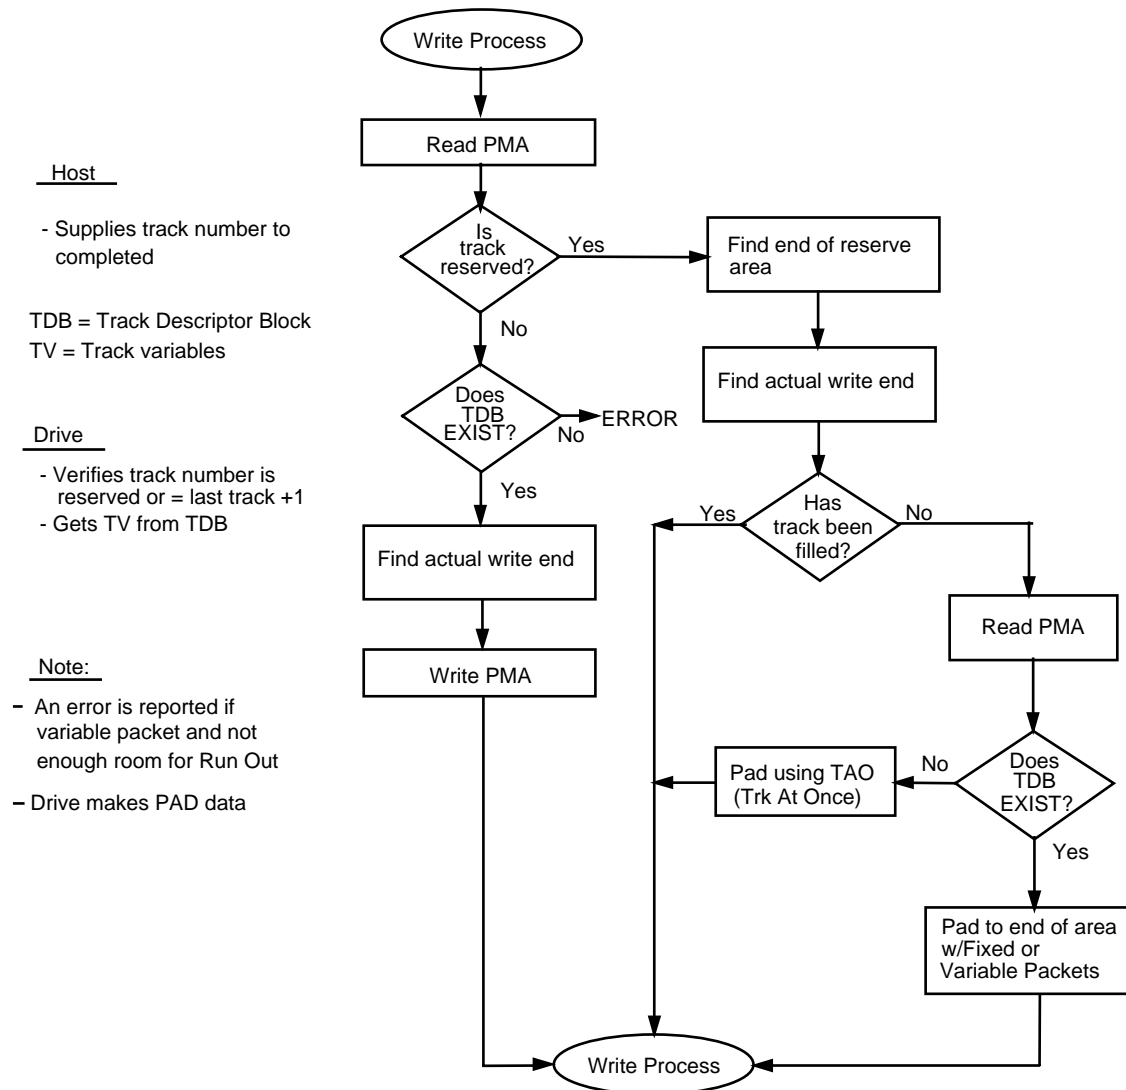 Write Process
Read PMA
Host
- Supplies track number to
completed
TDB = Track Descriptor Block
TV = Track variables
Drive
- Verifies track number is
reserved or = last track +1
- Gets TV from TDB
Note:
– An error is reported if
variable packet and not
enough room for Run Out
– Drive makes PAD data
Is
track
reserved?
Yes
No
Does
TDB
EXIST?
No
ERROR
Yes
Find actual write end
Write PMA
Find end of reserve
area
Find actual write end
Has
track been
filled?
Yes
No
Read PMA
Does
TDB
EXIST?
No
Pad using TAO
(Trk At Once)
Yes
Pad to end of area
w/Fixed or
Variable Packets
Write Process